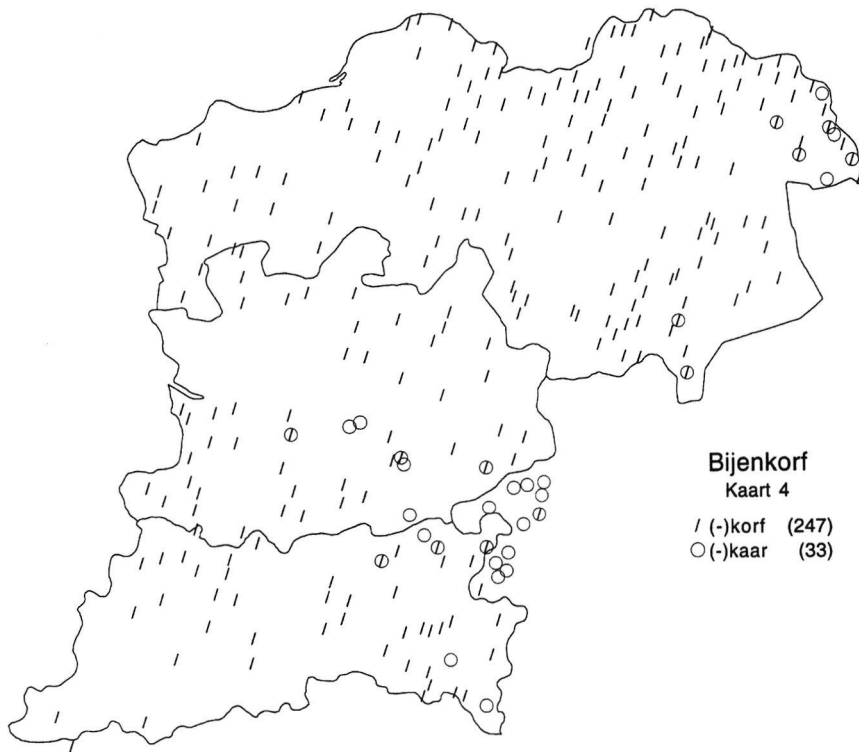 Bijenkorf
Kaart 4
/ (-)korf (247)
○ (-)kaar (33)